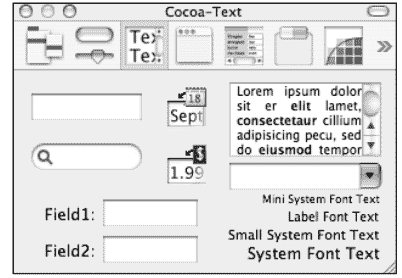 Cocoa-Text
Tex
Tex
18
Sept
1.99
Lorem ipsum dolor
sit er elit lamet,
consectetaur cillium
adipisicing pecu, sed
do eiusmod tempor
Mini System Font Text
Label Font Text
Small System Font Text
System Font Text
Field1:
Field2: